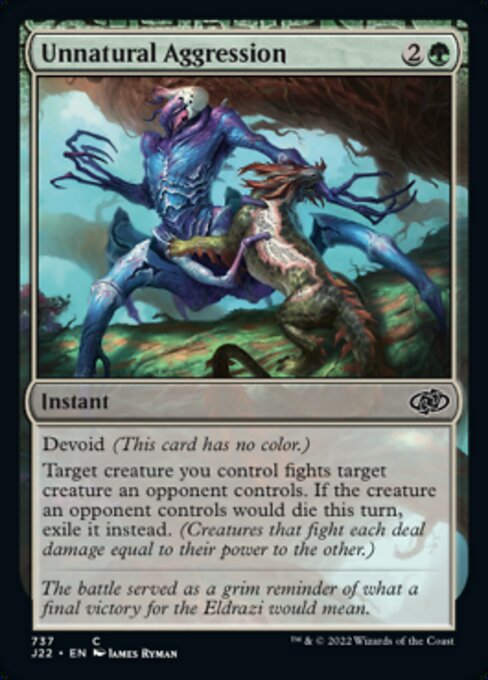 Unnatural Aggression 2
Instant
Devoid (This card has no color.)
Target creature you control fights target
creature an opponent controls. If the creature
an opponent controls would die this turn,
exile it instead. (Creatures that fight each deal
damage equal to their power to the other.)
The battle served as a grim reminder of what a
final victory for the Eldrazi would mean.
737 C
J22 • EN James Ryman
™ & © 2022 Wizards of the Coast